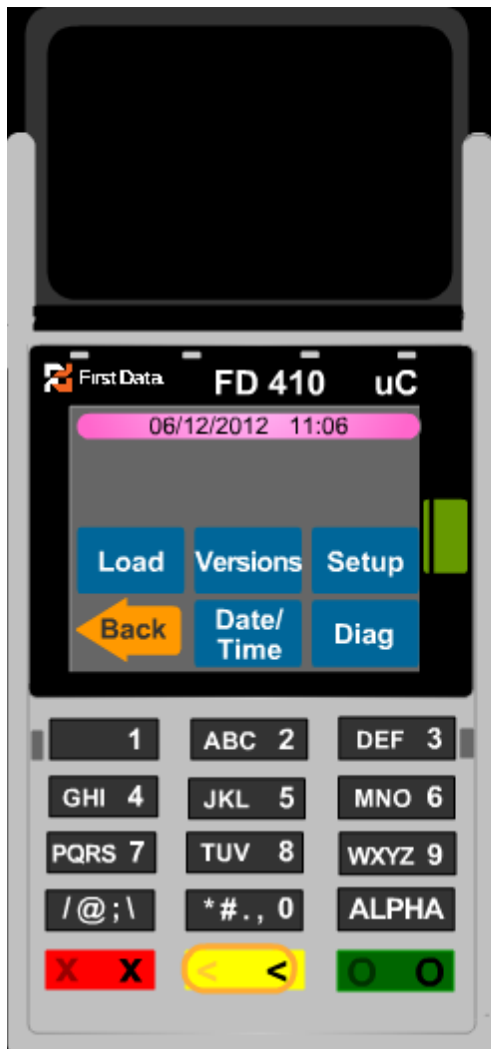 First Data FD 410 uC
06/12/2012 11:06
Load Versions Setup
Back Date/ Time Diag
1 ABC 2 DEF 3
GHI 4 JKL 5 MNO 6
PQRS 7 TUV 8 WXYZ 9
/@;\ *#., 0 ALPHA
X X < < O O